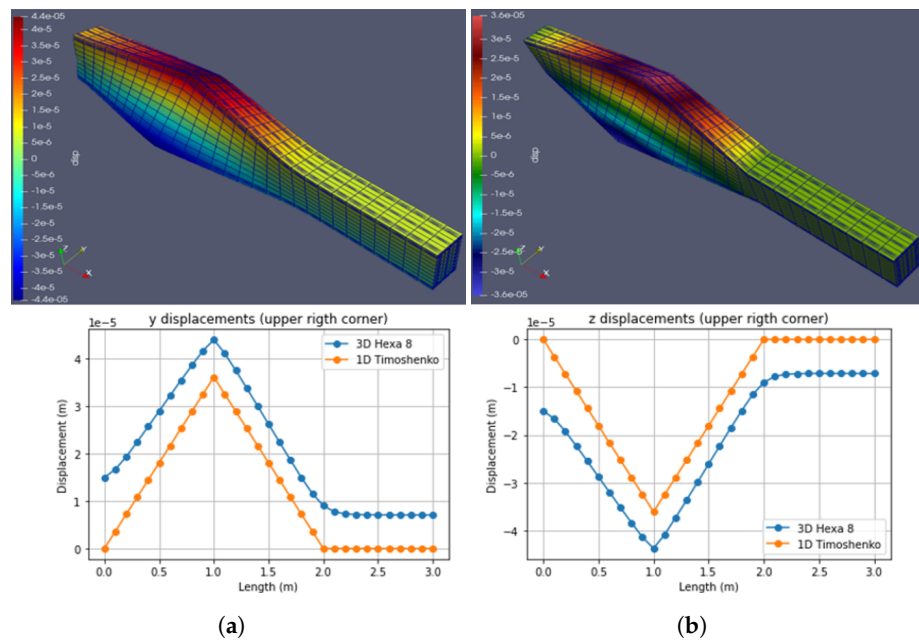 4.4e-05
4e-5
3.5e-5
3e-5
2.5e-5
2e-5
1.5e-5
1e-5
5e-6
0
-5e-6
-1e-5
-1.5e-5
-2e-5
-2.5e-5
-3e-5
-3.5e-5
-4.4e-05
disp
Z
Y
X
3.6e-05
3e-5
2.5e-5
2e-5
1.5e-5
1e-5
5e-6
0
-5e-6
-1e-5
-1.5e-5
-2e-5
-2.5e-5
-3e-5
-3.6e-05
disp
Z
Y
X
y displacements (upper rigth corner)
1e-5
3D Hexa 8
1D Timoshenko
4
3
2
1
0
Displacement (m)
0.0 0.5 1.0 1.5 2.0 2.5 3.0
Length (m)
z displacements (upper rigth corner)
1e-5
0
-1
-2
-3
-4
Displacement (m)
3D Hexa 8
1D Timoshenko
0.0 0.5 1.0 1.5 2.0 2.5 3.0
Length (m)
(a)
(b)